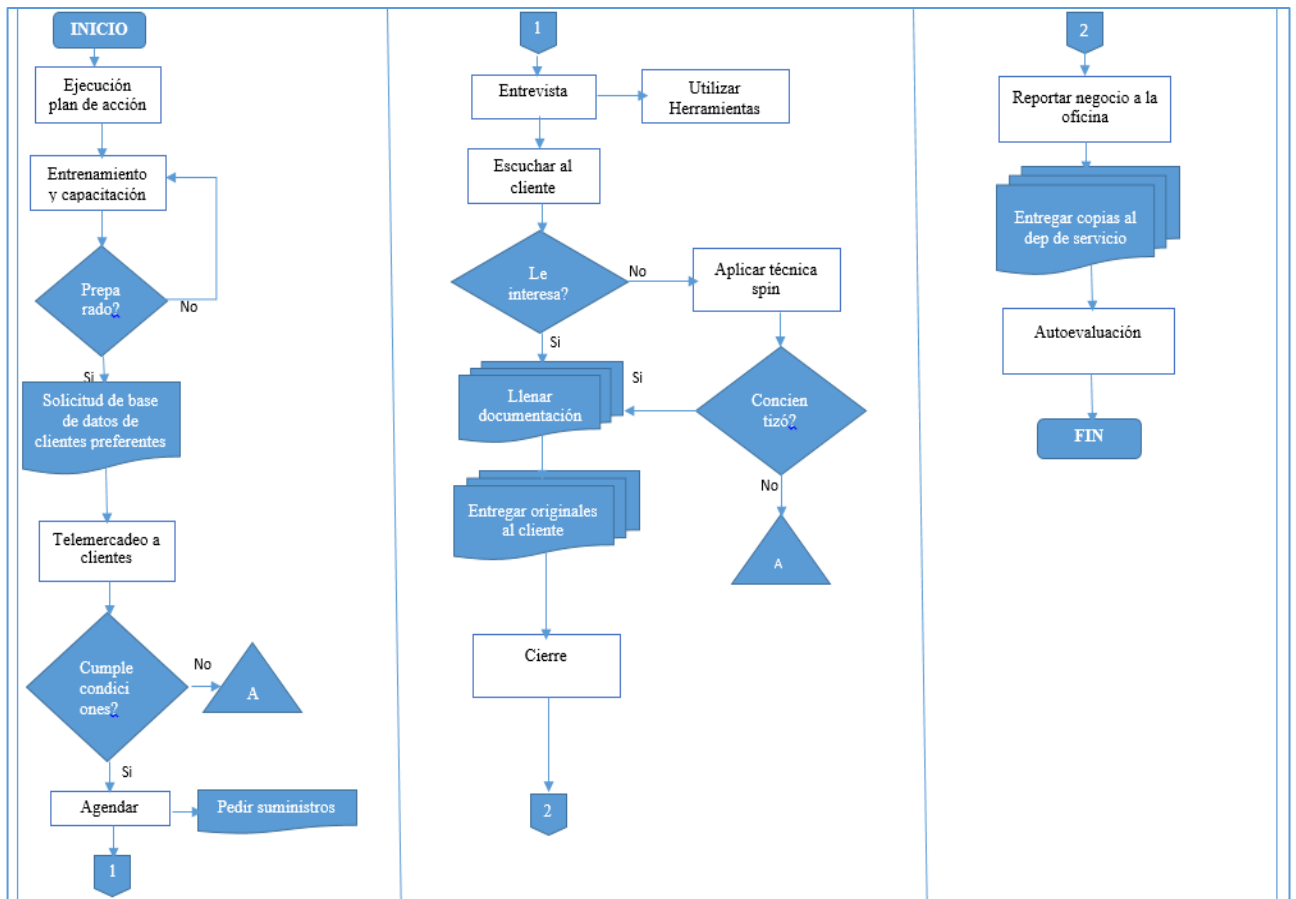 INICIO
Ejecución
plan de acción
Entrenamiento
y capacitación
Prepa
rado?
No
Si
Solicitud de base
de datos de
clientes preferentes
Telemercadeo a
clientes
Cumple
condici
ones?
No
A
Si
Agendar
Pedir suministros
1
1
Entrevista
Utilizar
Herramientas
Escuchar al
cliente
Le
interesa?
No
Aplicar técnica
spin
Si
Llenar
documentación
Si
Concien
tizó?
No
A
Entregar originales
al cliente
Cierre
2
2
Reportar negocio a la
oficina
Entregar copias al
dep de servicio
Autoevaluación
FIN